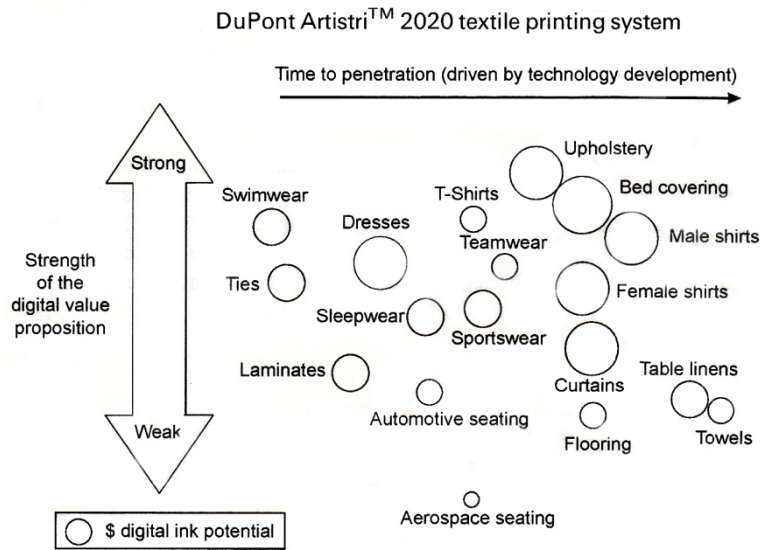 DuPont Artistri™ 2020 textile printing system
Time to penetration (driven by technology development)
Strong
Upholstery
Bed covering
Swimwear
T-Shirts
Dresses
Male shirts
Teamwear
Strength
of the
digital value
proposition
Ties
Female shirts
Sleepwear
Sportswear
Laminates
Table linens
Curtains
Automotive seating
Weak
Flooring
Towels
Aerospace seating
$ digital ink potential